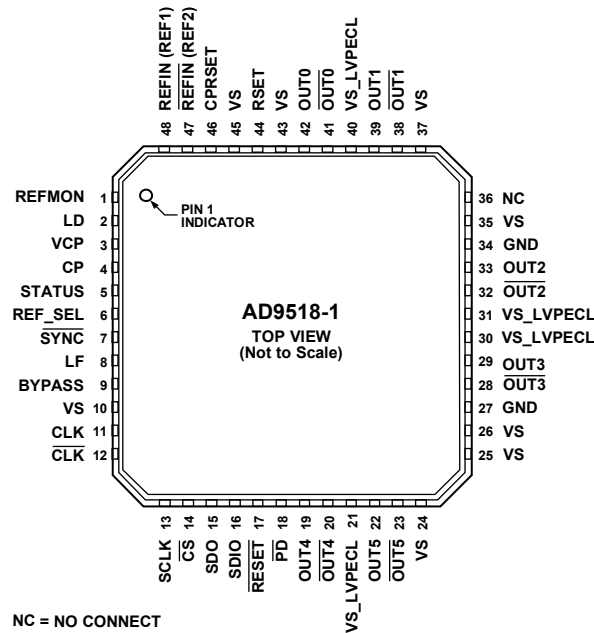 REFIN (REF1)
REFIN (REF2)
CPRSET
VS
RSET
VS
OUT0
OUT0
VS_LVPECL
OUT1
OUT1
VS
48
47
46
45
44
43
42
41
40
39
38
37
REFMON 1
LD 2
VCP 3
CP 4
STATUS 5
REF_SEL 6
SYNC 7
LF 8
BYPASS 9
VS 10
CLK 11
CLK 12
PIN 1
INDICATOR
AD9518-1
TOP VIEW
(Not to Scale)
36 NC
35 VS
34 GND
33 OUT2
32 OUT2
31 VS_LVPECL
30 VS_LVPECL
29 OUT3
28 OUT3
27 GND
26 VS
25 VS
SCLK 13
CS 14
SDO 15
SDIO 16
RESET 17
PD 18
OUT4 19
OUT4 20
VS_LVPECL 21
OUT5 22
OUT5 23
VS 24
NC = NO CONNECT